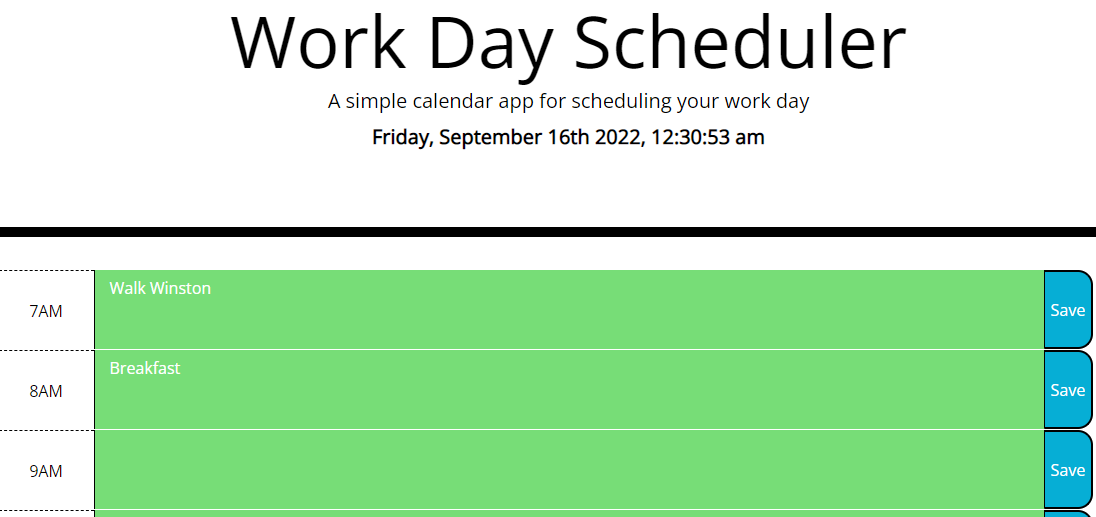 Work Day Scheduler
A simple calendar app for scheduling your work day
Friday, September 16th 2022, 12:30:53 am
7AM
Walk Winston
Save
8AM
Breakfast
Save
9AM
Save